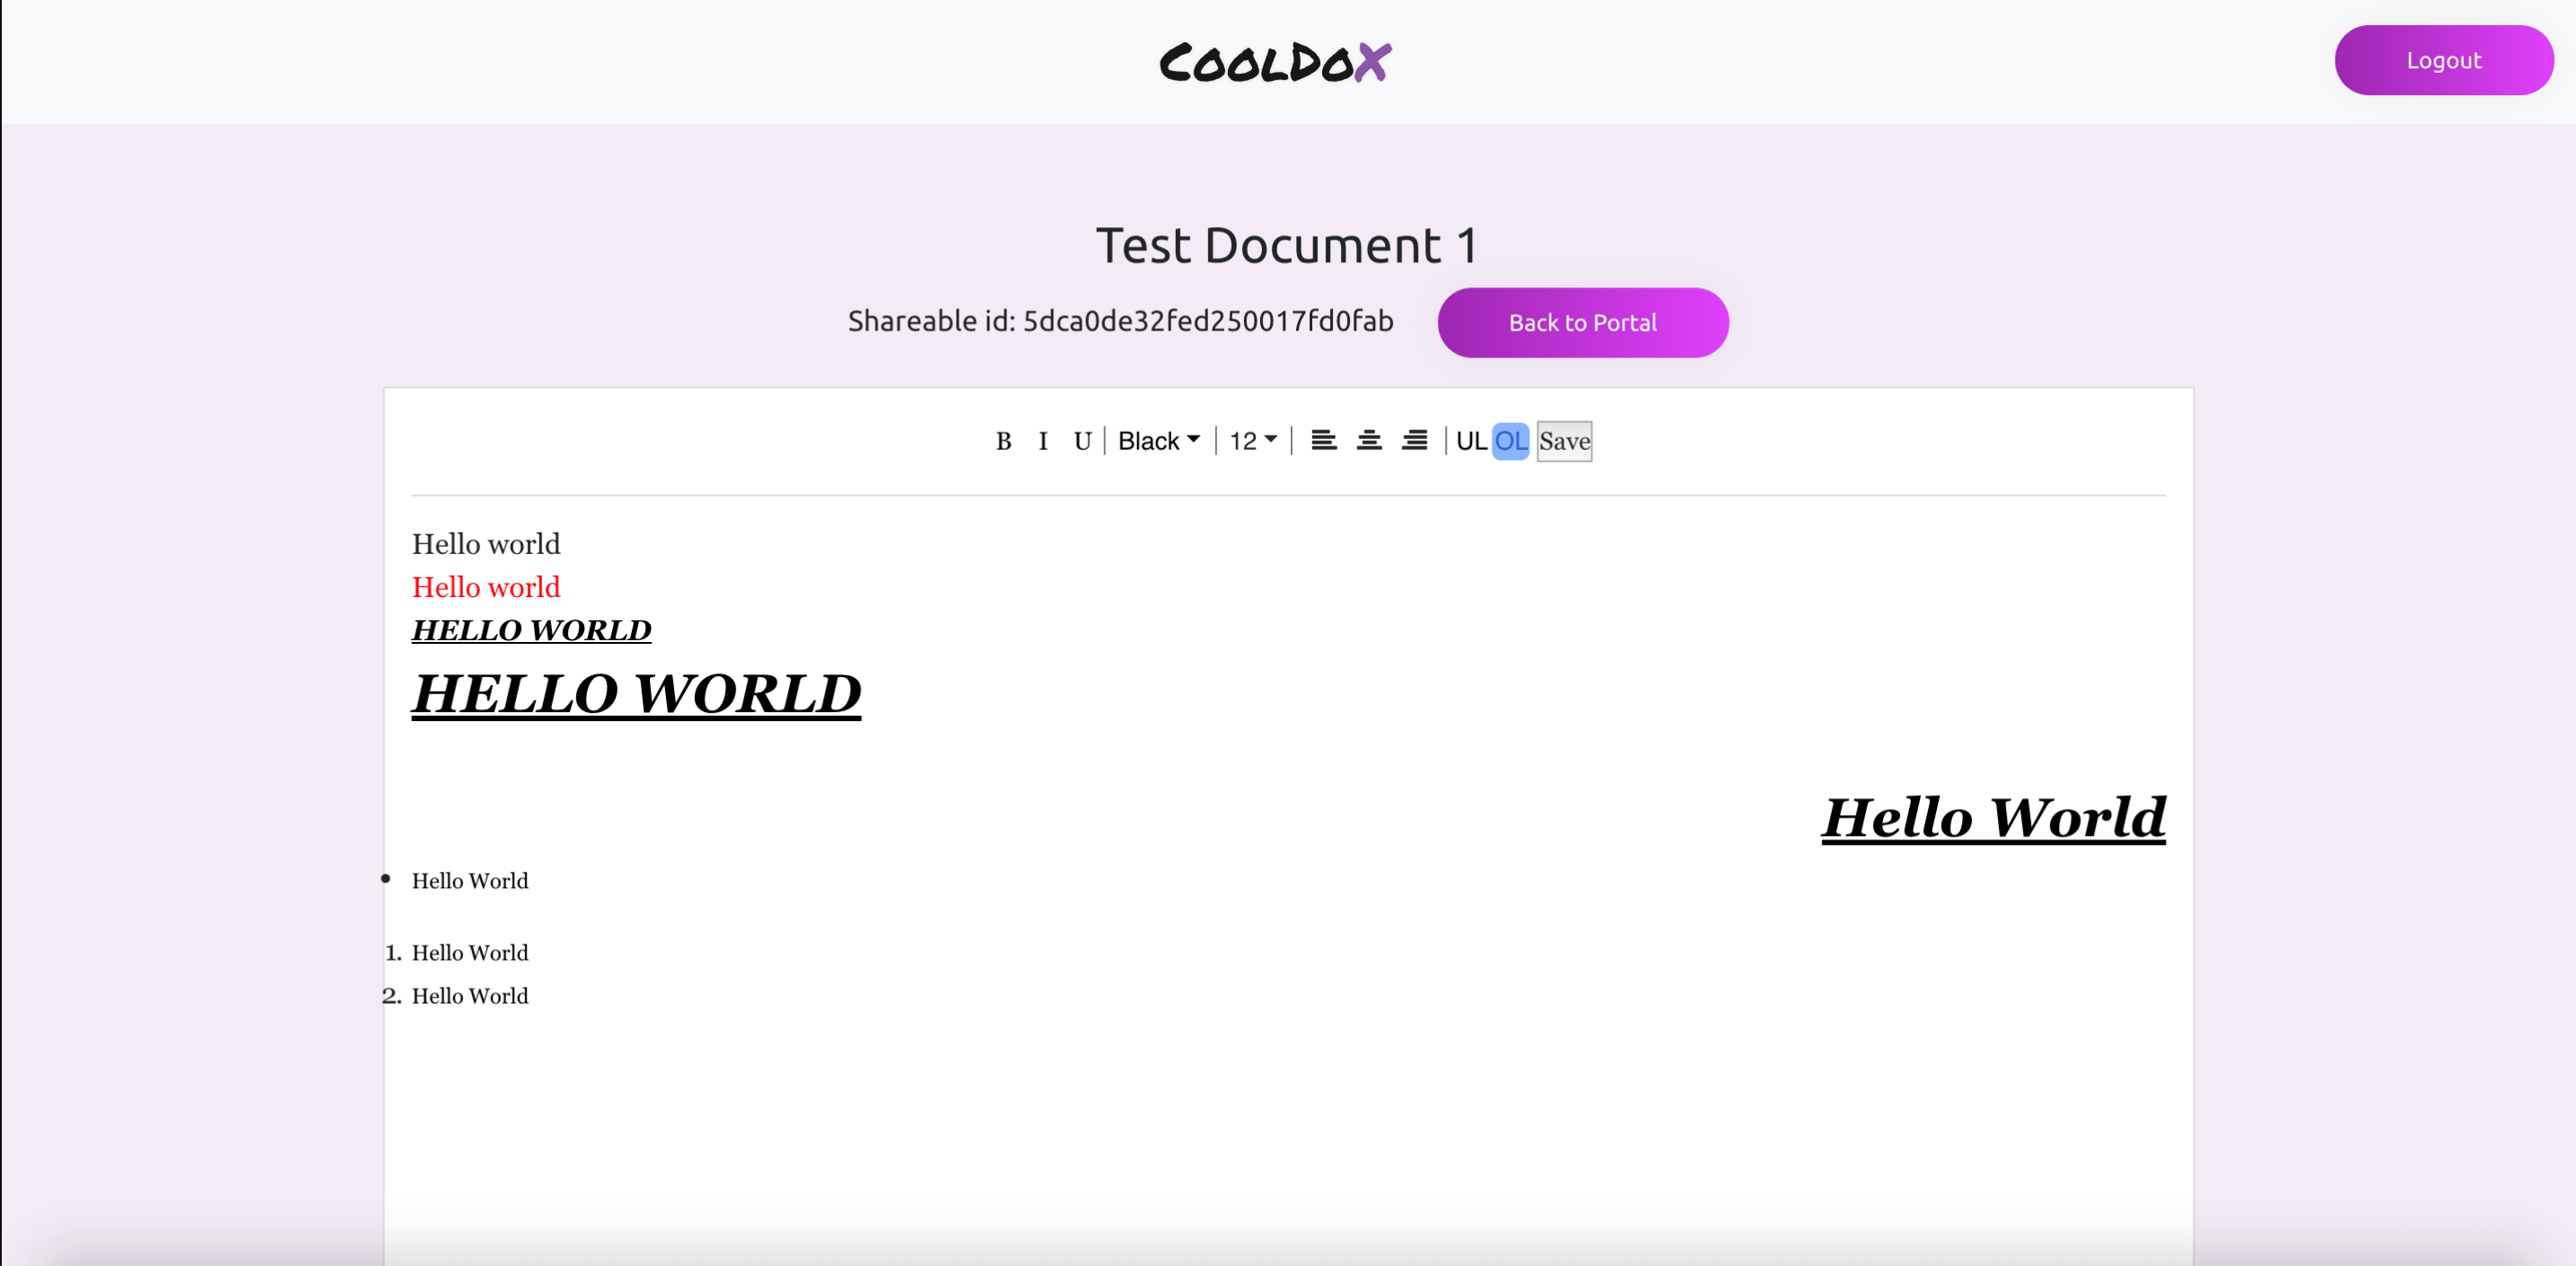 CoolDoX
Logout
Test Document 1
Shareable id: 5dca0de32fed250017fd0fab
Back to Portal
B I U Black 12 UL OL Save
Hello world
Hello world
HELLO WORLD
HELLO WORLD
Hello World
• Hello World
1. Hello World
2. Hello World